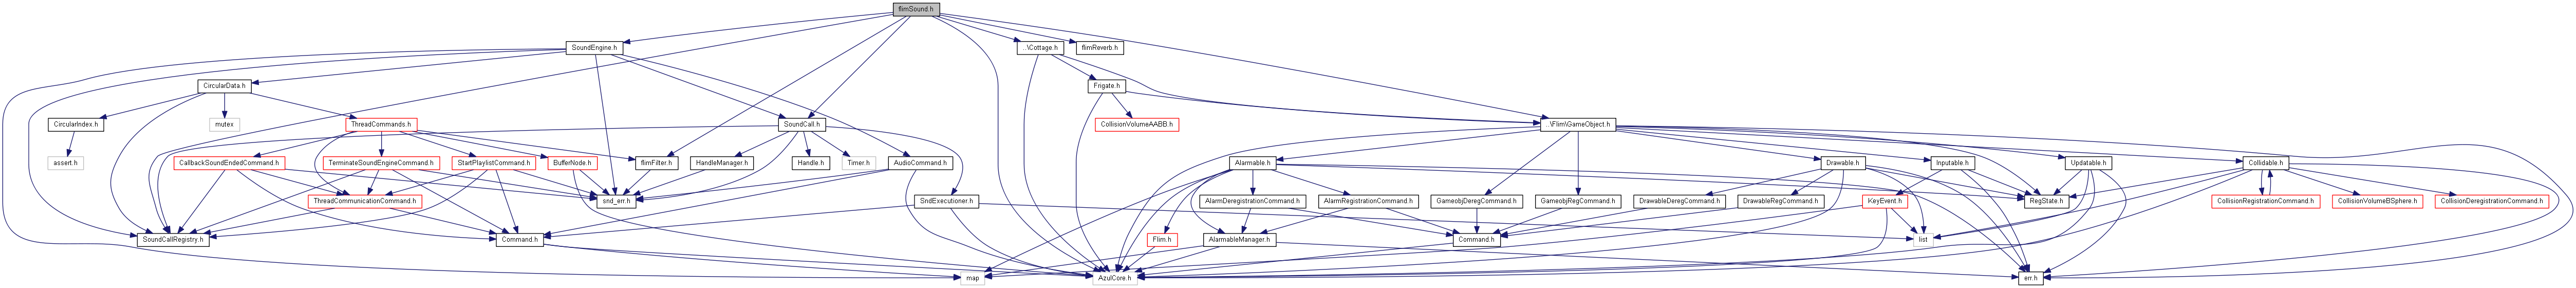 flimSound.h
SoundEngine.h
..\Cottage.h
flimReverb.h
CircularData.h
Frigate.h
CircularIndex.h
mutex
ThreadCommands.h
SoundCall.h
CollisionVolumeAABB.h
..\Flim\GameObject.h
assert.h
CallbackSoundEndedCommand.h
TerminateSoundEngineCommand.h
StartPlaylistCommand.h
BufferNode.h
flimFilter.h
HandleManager.h
Handle.h
Timer.h
AudioCommand.h
Alarmable.h
Drawable.h
Inputable.h
Updatable.h
Collidable.h
ThreadCommunicationCommand.h
snd_err.h
SndExecutioner.h
AlarmDeregistrationCommand.h
AlarmRegistrationCommand.h
GameobjDeregCommand.h
GameobjRegCommand.h
DrawableDeregCommand.h
DrawableRegCommand.h
KeyEvent.h
RegState.h
CollisionRegistrationCommand.h
CollisionVolumeBSphere.h
CollisionDeregistrationCommand.h
SoundCallRegistry.h
Command.h
Flim.h
AlarmableManager.h
Command.h
list
map
AzulCore.h
err.h